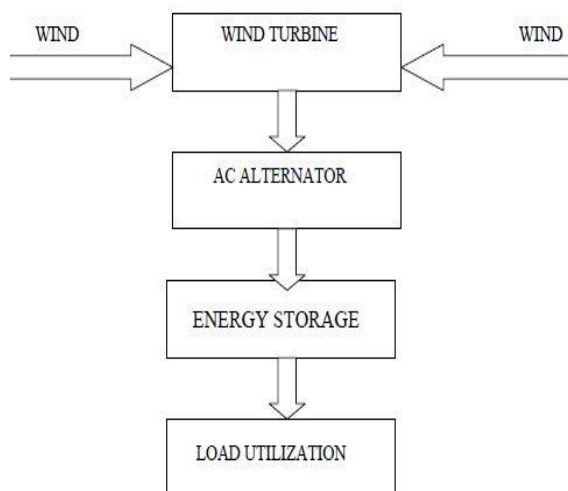 WIND
WIND TURBINE
WIND
AC ALTERNATOR
ENERGY STORAGE
LOAD UTILIZATION